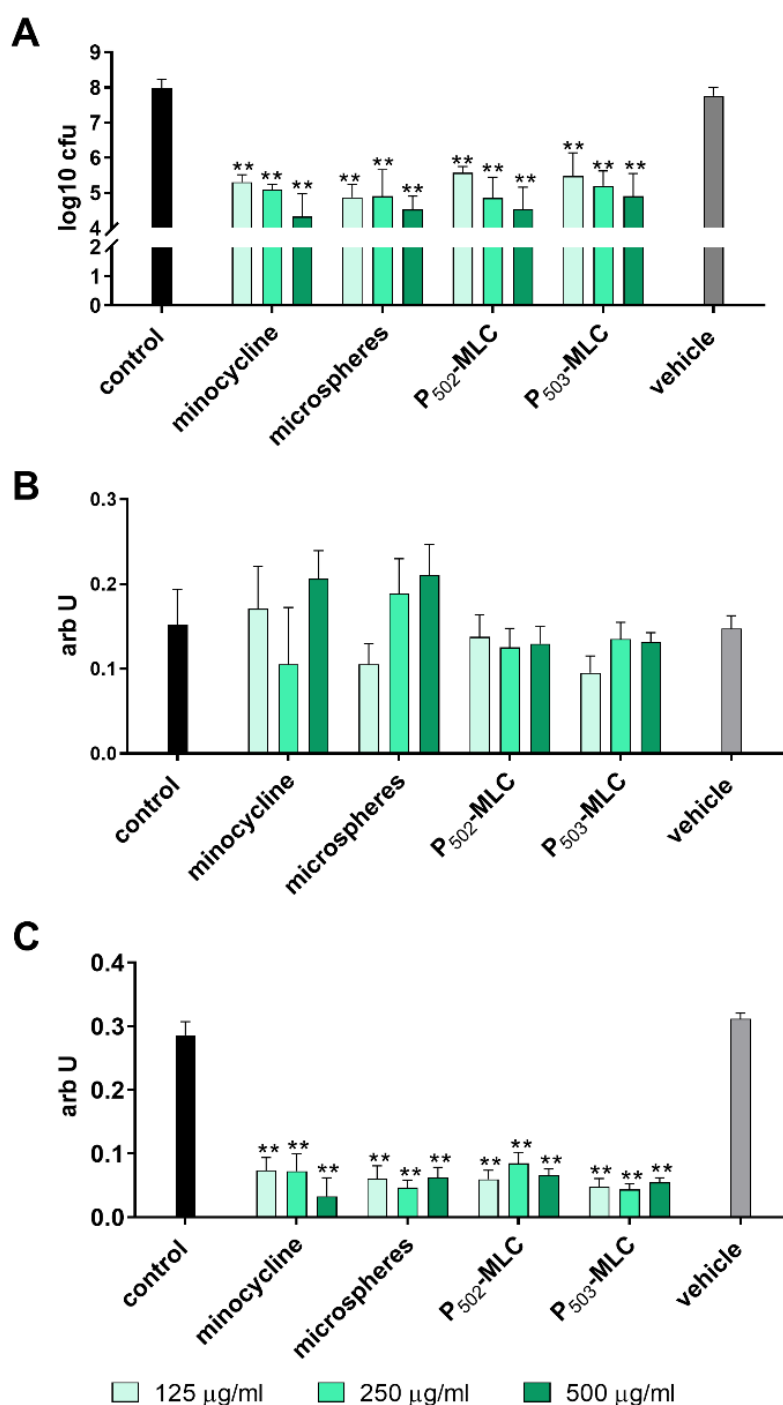 A
log10 cfu
9
8
7
6
5
4
2
1
0
** ** **
** ** **
** ** **
** ** **
control
minocycline
microspheres
P₅₀₂-MLC
P₅₀₃-MLC
vehicle
B
arb U
0.3
0.2
0.1
0.0
control
minocycline
microspheres
P₅₀₂-MLC
P₅₀₃-MLC
vehicle
C
arb U
0.4
0.3
0.2
0.1
0.0
** ** **
** ** **
** ** **
** ** **
control
minocycline
microspheres
P₅₀₂-MLC
P₅₀₃-MLC
vehicle
125 µg/ml 250 µg/ml 500 µg/ml